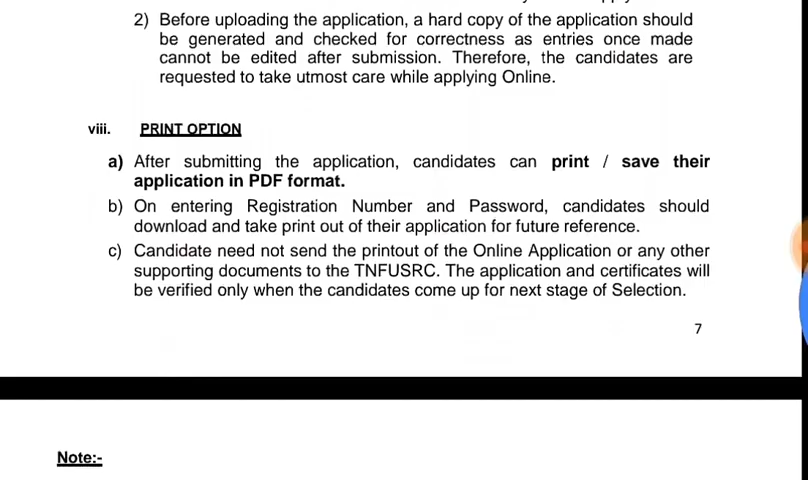 2) Before uploading the application, a hard copy of the application should
be generated and checked for correctness as entries once made
cannot be edited after submission. Therefore, the candidates are
requested to take utmost care while applying Online.
viii. PRINT OPTION
a) After submitting the application, candidates can print / save their
application in PDF format.
b) On entering Registration Number and Password, candidates should
download and take print out of their application for future reference.
c) Candidate need not send the printout of the Online Application or any other
supporting documents to the TNFUSRC. The application and certificates will
be verified only when the candidates come up for next stage of Selection.
7
Note:-